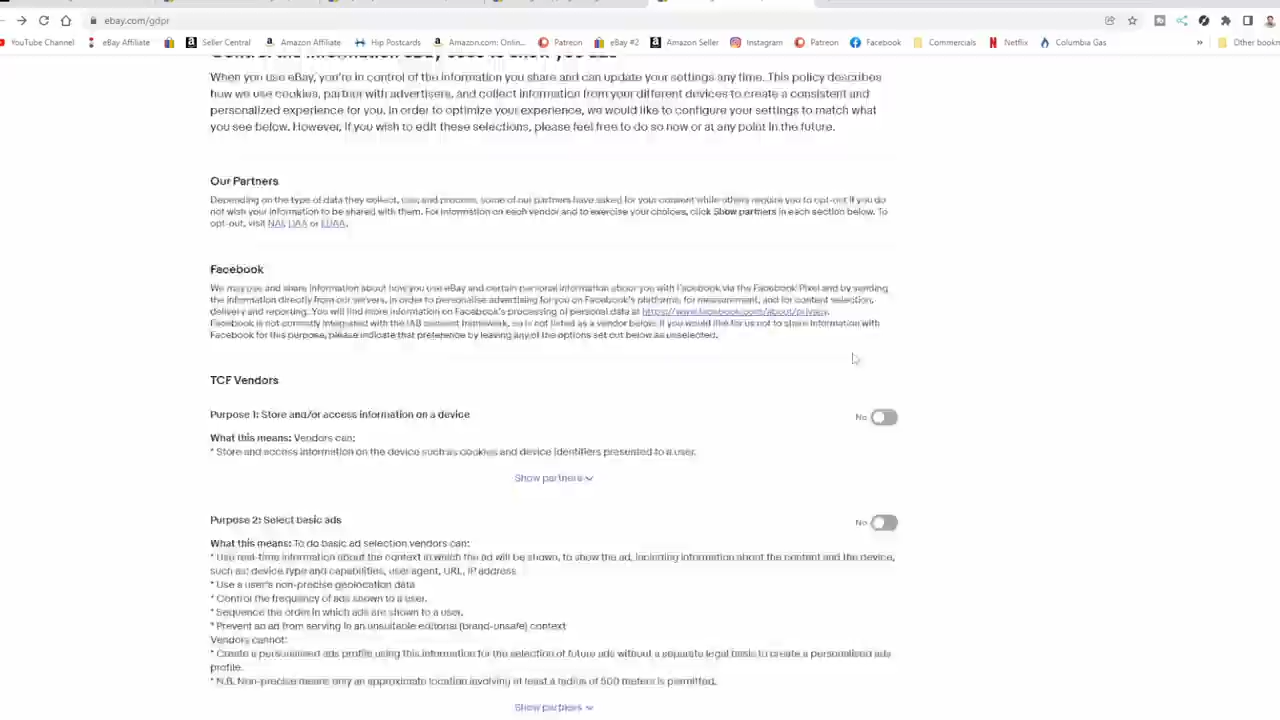 ebay.com/gdpr
YouTube Channel eBay Affiliate Seller Central Amazon Affiliate Hip Postcards Amazon.com: Onlin... Patreon eBay #2 Amazon Seller Instagram Patreon Facebook Commercials Netflix Columbia Gas » Other bookm
When you use eBay, you're in control of the information you share and can update your settings any time. This policy describes
how we use cookies, partner with advertisers, and collect information from your different devices to create a consistent and
personalized experience for you. In order to optimize your experience, we would like to configure your settings to match what
you see below. However, if you wish to edit these selections, please feel free to do so now or at any point in the future.
Our Partners
Depending on the type of data they collect, use, and process, some of our partners have asked for your consent while others require you to opt-out if you do
not wish your information to be shared with them. For information on each vendor and to exercise your choices, click Show partners in each section below. To
opt-out, visit NAI, DAA or EDAA.
Facebook
We may use and share information about how you use eBay and certain personal information about you with Facebook via the Facebook Pixel and by sending
the information directly from our servers, in order to personalise advertising for you on Facebook's platforms, for measurement, and for content selection,
delivery and reporting. You will find more information on Facebook's processing of personal data at https://www.facebook.com/about/privacy.
Facebook is not currently integrated with the IAB consent framework, so is not listed as a vendor below. If you would like for us not to share information with
Facebook for this purpose, please indicate that preference by leaving any of the options set out below as unselected.
TCF Vendors
Purpose 1: Store and/or access information on a device No
What this means: Vendors can:
* Store and access information on the device such as cookies and device identifiers presented to a user.
Show partners
Purpose 2: Select basic ads No
What this means: To do basic ad selection vendors can:
* Use real-time information about the context in which the ad will be shown, to show the ad, including information about the content and the device,
such as: device type and capabilities, user agent, URL, IP address
* Use a user's non-precise geolocation data
* Control the frequency of ads shown to a user.
* Sequence the order in which ads are shown to a user.
* Prevent an ad from serving in an unsuitable editorial (brand-unsafe) context
Vendors cannot:
* Create a personalised ads profile using this information for the selection of future ads without a separate legal basis to create a personalised ads
profile.
* N.B. Non-precise means only an approximate location involving at least a radius of 500 meters is permitted.
Show partners